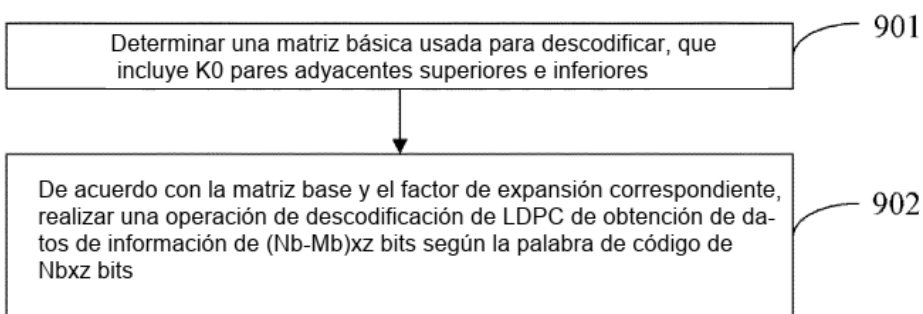 901
Determinar una matriz básica usada para descodificar, que
incluye K0 pares adyacentes superiores e inferiores
De acuerdo con la matriz base y el factor de expansión correspondiente,
realizar una operación de descodificación de LDPC de obtención de da-
tos de información de (Nb-Mb)xz bits según la palabra de código de
Nbxz bits
902